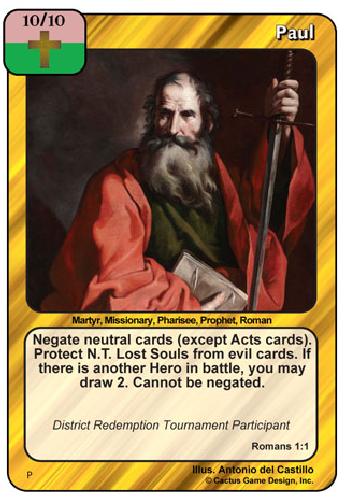 10/10
Paul
Martyr, Missionary, Pharisee, Prophet, Roman
Negate neutral cards (except Acts cards).
Protect N.T. Lost Souls from evil cards. If
there is another Hero in battle, you may
draw 2. Cannot be negated.
District Redemption Tournament Participant
Romans 1:1
Illus. Antonio del Castillo
P
© Cactus Game Design, Inc.